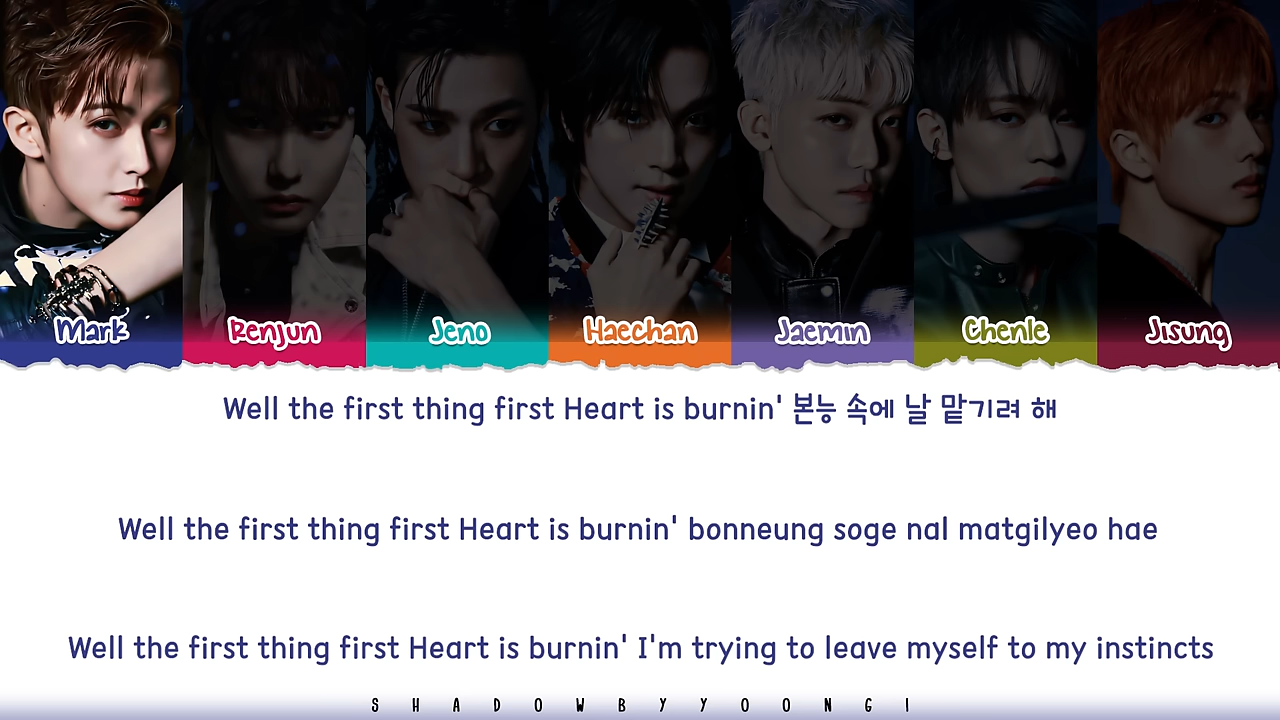 Mark Renjun Jeno Haechan Jaemin Chenle Jisung
Well the first thing first Heart is burnin' 본능 속에 날 맡기려 해
Well the first thing first Heart is burnin' bonneung soge nal matgilyeo hae
Well the first thing first Heart is burnin' I'm trying to leave myself to my instincts
SHADOWBYYOONGI